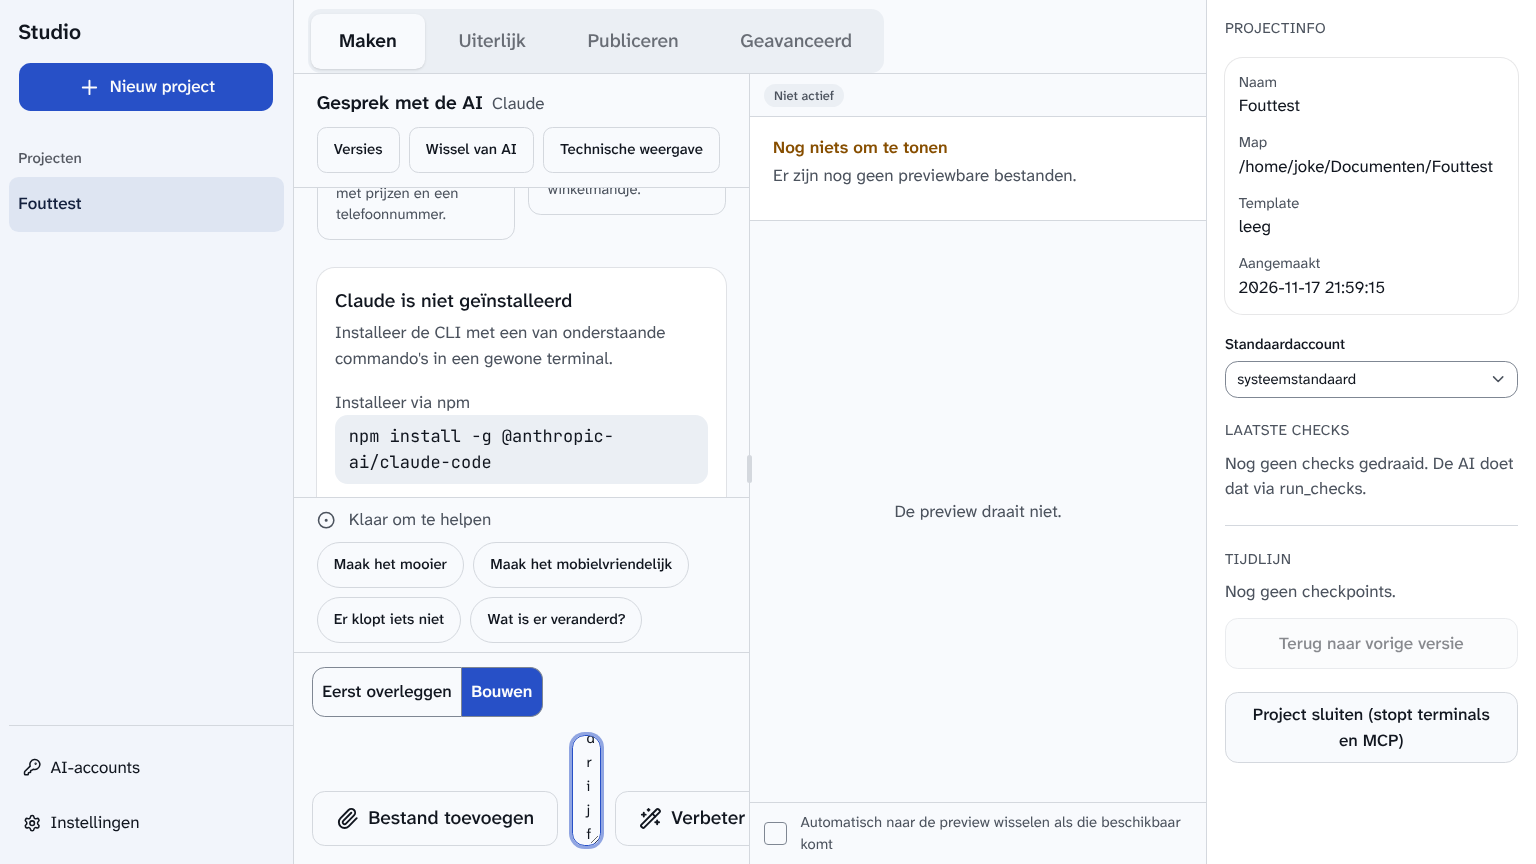 Studio
Nieuw project
Projecten
Fouttest
AI-accounts
Instellingen
Maken
Uiterlijk
Publiceren
Geavanceerd
Gesprek met de AI Claude
Versies
Wissel van AI
Technische weergave
met prijzen en een
telefoonnummer.
winkelmandje.
Claude is niet geïnstalleerd
Installeer de CLI met een van onderstaande
commando's in een gewone terminal.
Installeer via npm
npm install -g @anthropic-
ai/claude-code
Klaar om te helpen
Maak het mooier
Maak het mobielvriendelijk
Er klopt iets niet
Wat is er veranderd?
Eerst overleggen
Bouwen
Bestand toevoegen
r
i
j
f
Verbeter
Niet actief
Nog niets om te tonen
Er zijn nog geen previewbare bestanden.
De preview draait niet.
Automatisch naar de preview wisselen als die beschikbaar
komt
PROJECTINFO
Naam
Fouttest
Map
/home/joke/Documenten/Fouttest
Template
leeg
Aangemaakt
2026-11-17 21:59:15
Standaardaccount
systeemstandaard
LAATSTE CHECKS
Nog geen checks gedraaid. De AI doet
dat via run_checks.
TIJDLIJN
Nog geen checkpoints.
Terug naar vorige versie
Project sluiten (stopt terminals
en MCP)